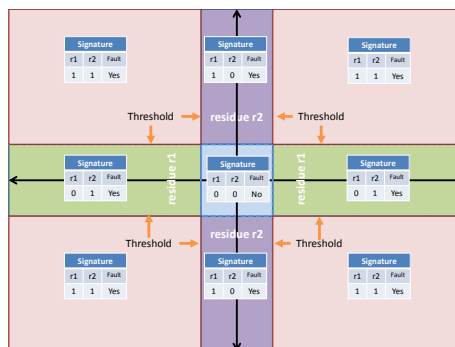 Signature
r1 r2 Fault
1 1 Yes
Signature
r1 r2 Fault
1 0 Yes
Signature
r1 r2 Fault
1 1 Yes
Threshold
residue r2
Threshold
Signature
r1 r2 Fault
0 1 Yes
residue r1
Signature
r1 r2 Fault
0 0 No
residue r1
Signature
r1 r2 Fault
0 1 Yes
Threshold
residue r2
Threshold
Signature
r1 r2 Fault
1 1 Yes
Signature
r1 r2 Fault
1 0 Yes
Signature
r1 r2 Fault
1 1 Yes